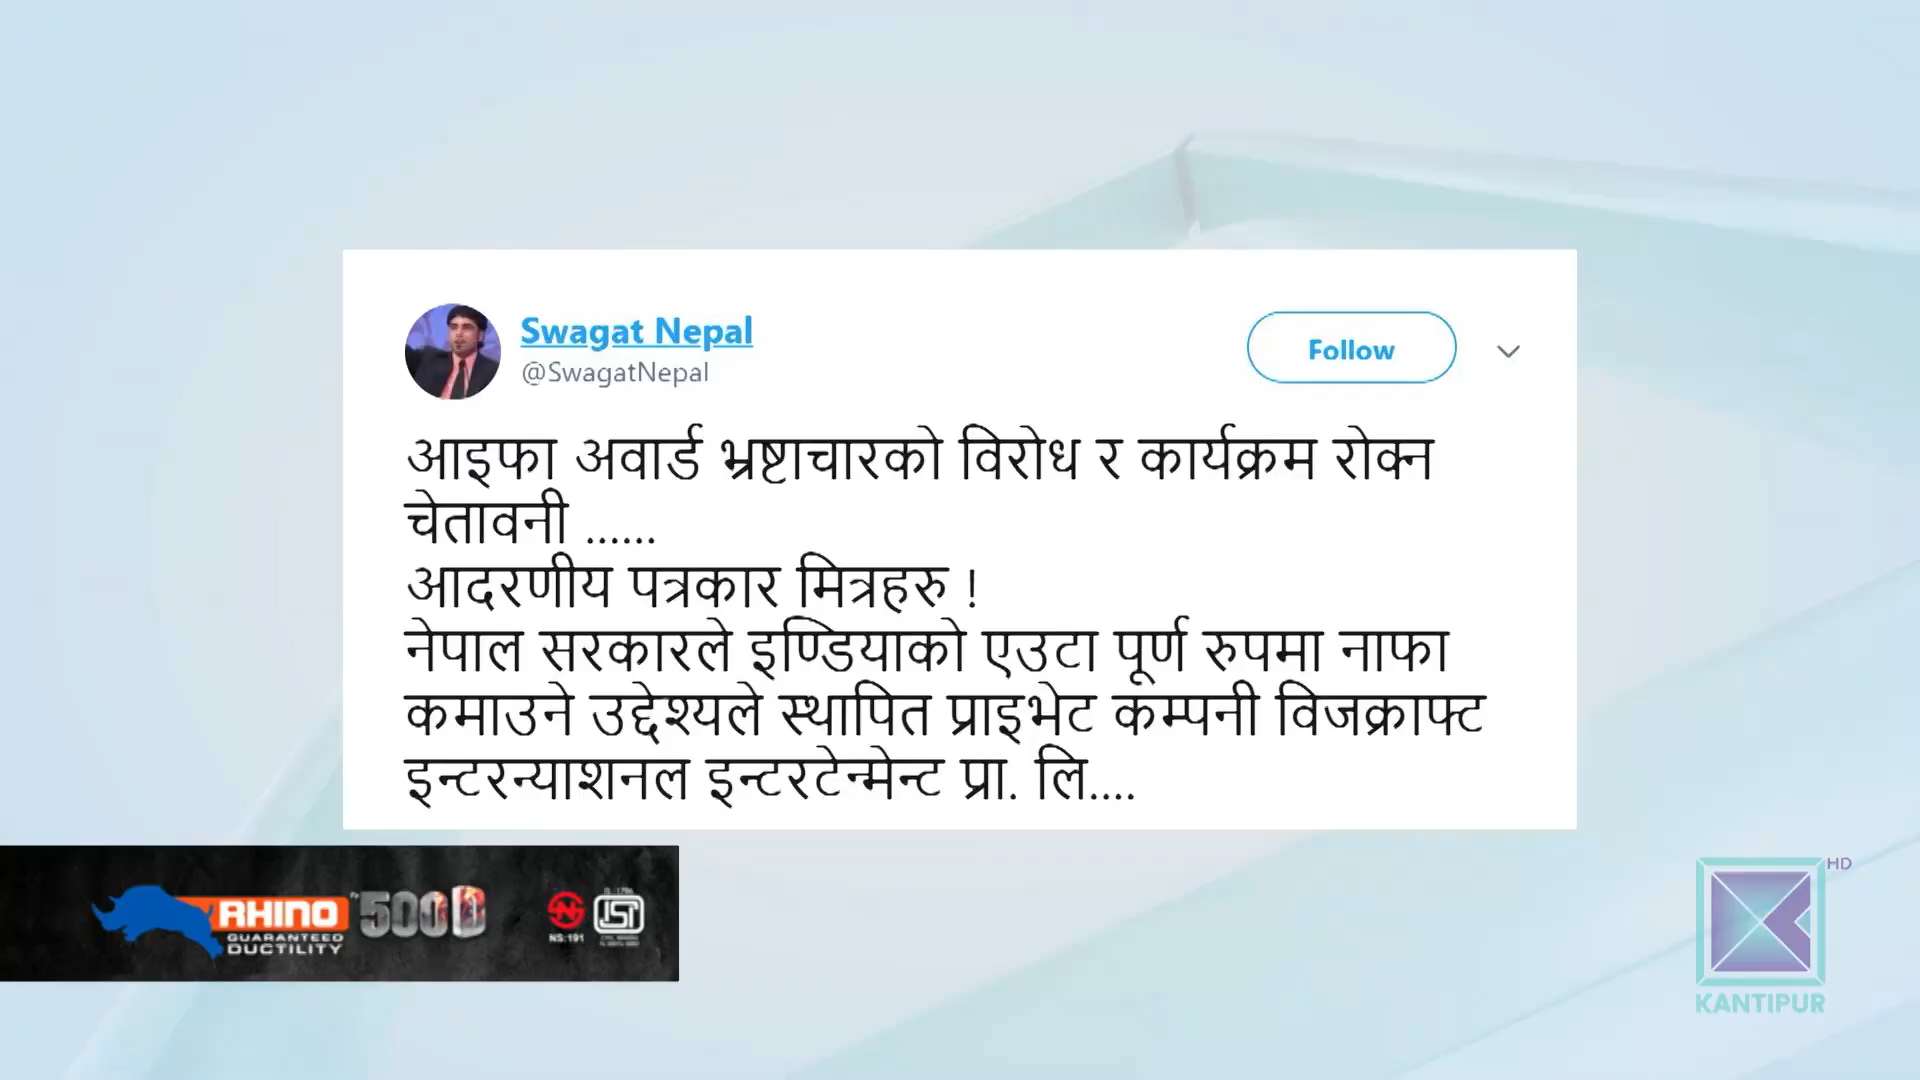 Swagat Nepal
@SwagatNepal
Follow
आइफा अवार्ड भ्रष्टाचारको विरोध र कार्यक्रम रोक्न
चेतावनी ......
आदरणीय पत्रकार मित्रहरु !
नेपाल सरकारले इण्डियाको एउटा पूर्ण रुपमा नाफा
कमाउने उद्देश्यले स्थापित प्राइभेट कम्पनी विजक्राफ्ट
इन्टरन्याशनल इन्टरटेन्मेन्ट प्रा. लि....
RHINO
GUARANTEED
DUCTILITY
500D
NS:191
HD
KANTIPUR